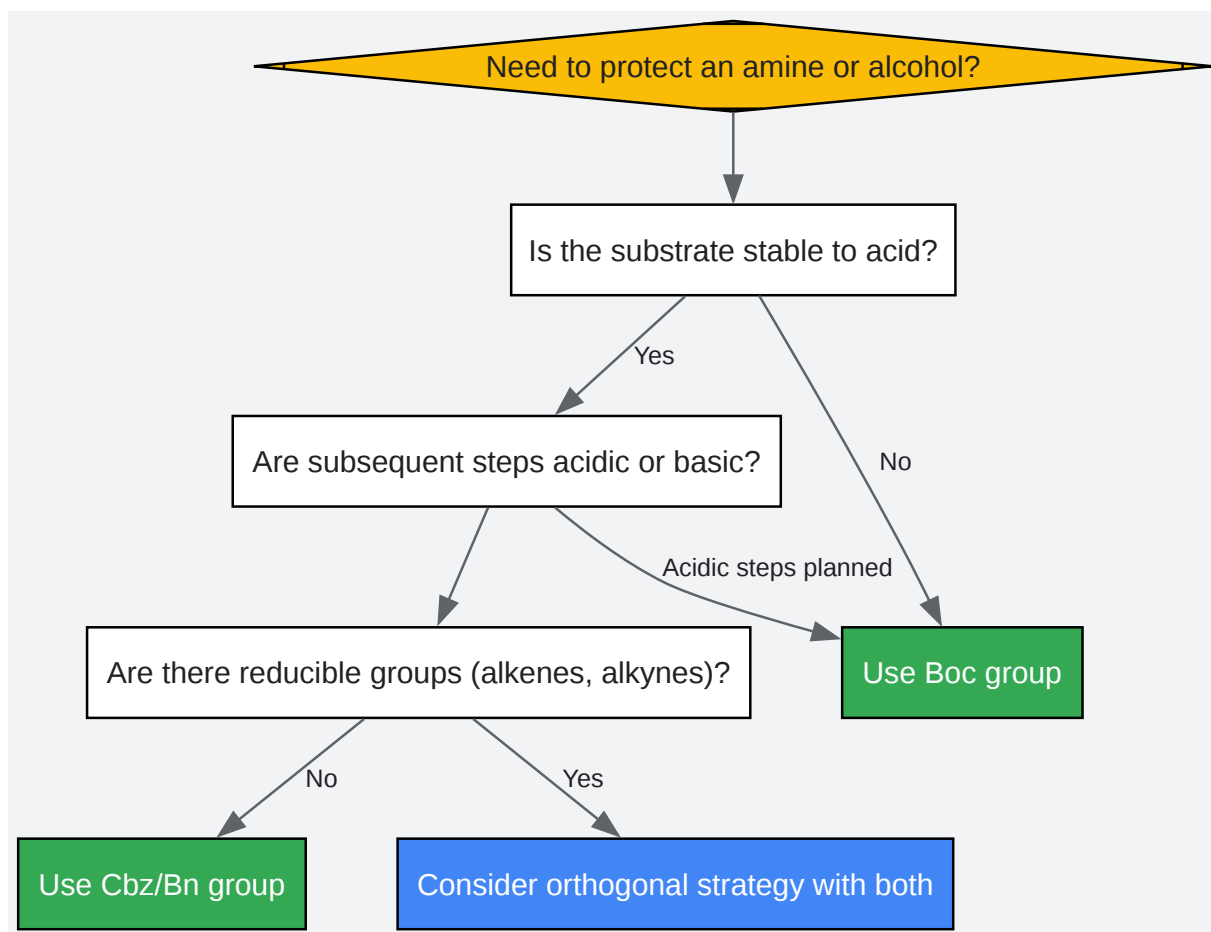 Need to protect an amine or alcohol?
Is the substrate stable to acid?
Yes
Are subsequent steps acidic or basic?
No
Acidic steps planned
Are there reducible groups (alkenes, alkynes)?
Use Boc group
No
Yes
Use Cbz/Bn group
Consider orthogonal strategy with both